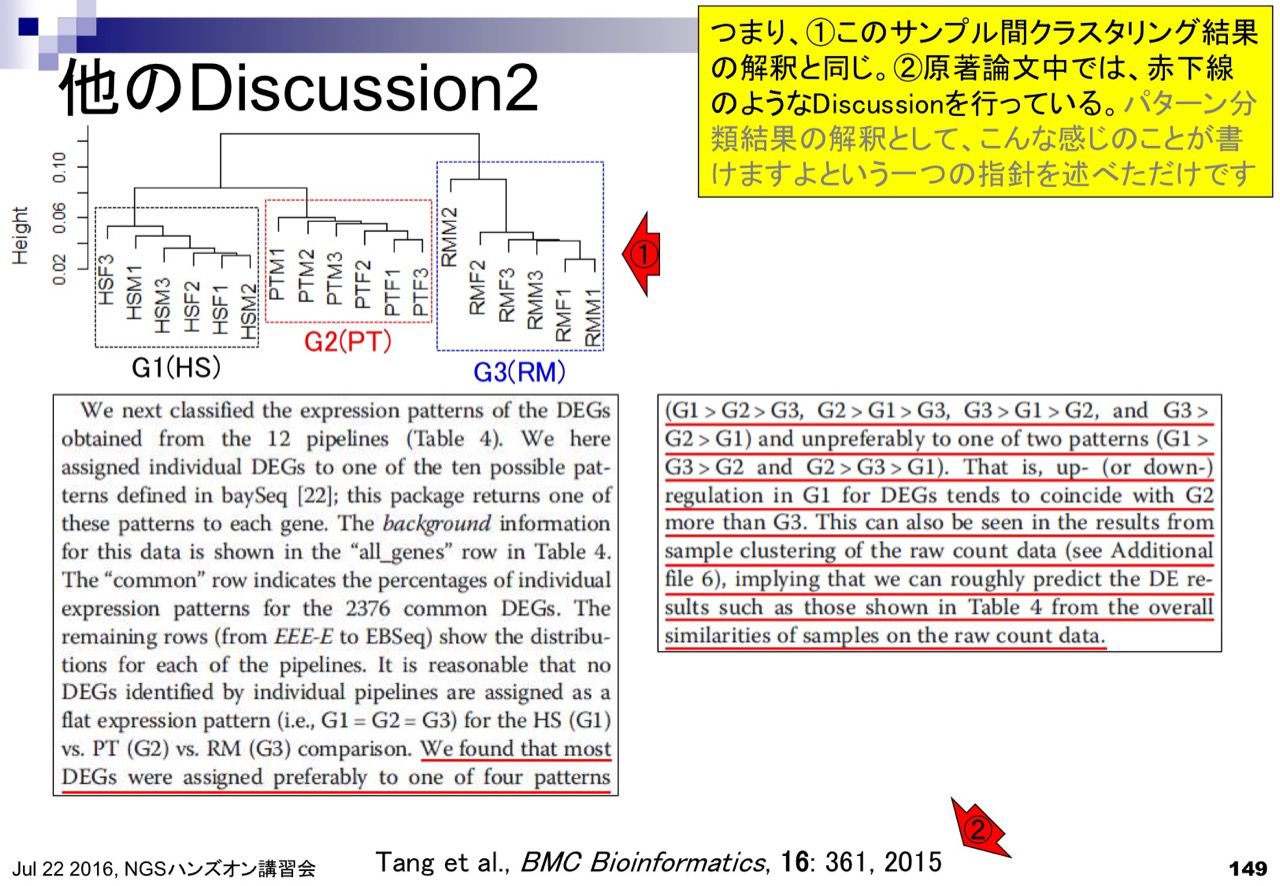 他のDiscussion2
つまり、①このサンプル間クラスタリング結果
の解釈と同じ。②原著論文中では、赤下線
のようなDiscussionを行っている。パターン分
類結果の解釈として、こんな感じのことが書
けますよという一つの指針を述べただけです
Height
0.02
0.06
0.10
HSF3
HSM1
HSM3
HSF2
HSF1
HSM2
PTM1
PTM2
PTM3
PTF2
PTF1
PTF3
RMM2
RMF2
RMF3
RMM3
RMF1
RMM1
①
G1(HS)
G2(PT)
G3(RM)
We next classified the expression patterns of the DEGs
obtained from the 12 pipelines (Table 4). We here
assigned individual DEGs to one of the ten possible pat-
terns defined in baySeq [22]; this package returns one of
these patterns to each gene. The background information
for this data is shown in the “all_genes” row in Table 4.
The “common” row indicates the percentages of individual
expression patterns for the 2376 common DEGs. The
remaining rows (from EEE-E to EBSeq) show the distribu-
tions for each of the pipelines. It is reasonable that no
DEGs identified by individual pipelines are assigned as a
flat expression pattern (i.e., G1 = G2 = G3) for the HS (G1)
vs. PT (G2) vs. RM (G3) comparison. We found that most
DEGs were assigned preferably to one of four patterns
(G1 > G2 > G3, G2 > G1 > G3, G3 > G1 > G2, and G3 >
G2 > G1) and unpreferably to one of two patterns (G1 >
G3 > G2 and G2 > G3 > G1). That is, up- (or down-)
regulation in G1 for DEGs tends to coincide with G2
more than G3. This can also be seen in the results from
sample clustering of the raw count data (see Additional
file 6), implying that we can roughly predict the DE re-
sults such as those shown in Table 4 from the overall
similarities of samples on the raw count data.
②
Jul 22 2016, NGSハンズオン講習会
Tang et al., BMC Bioinformatics, 16: 361, 2015
149